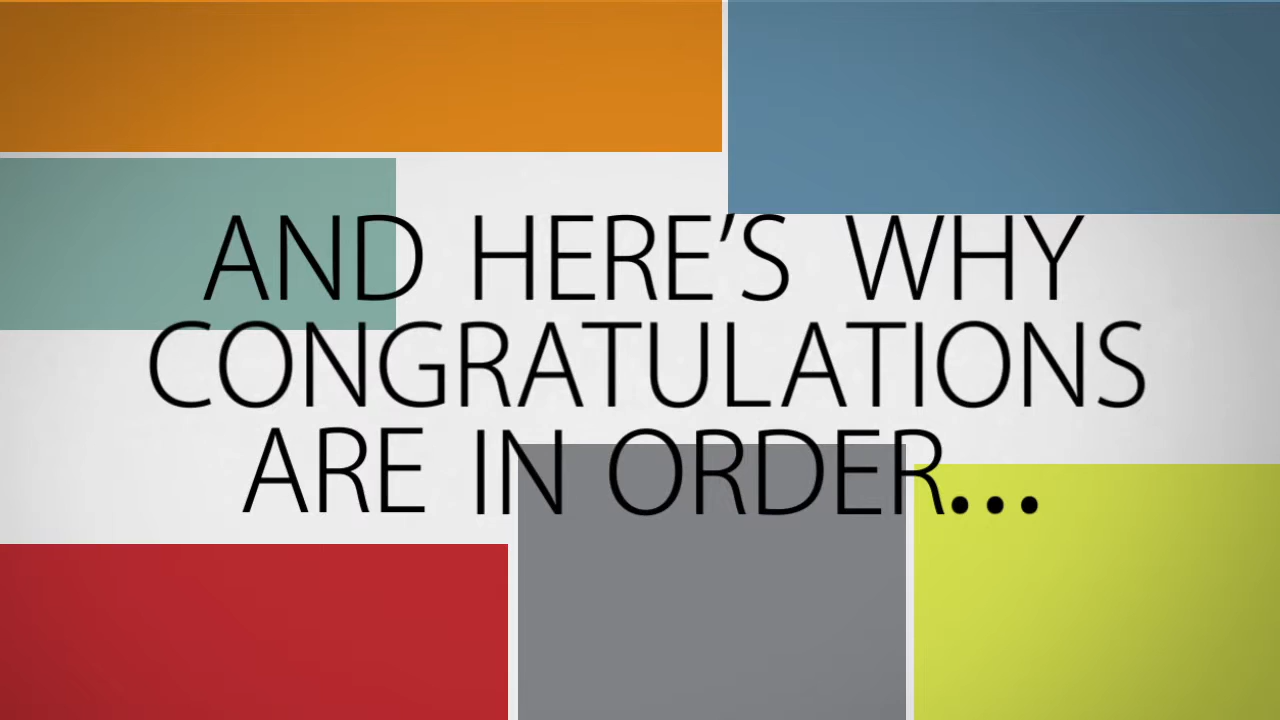 AND HERE’S WHY
CONGRATULATIONS
ARE IN ORDER...